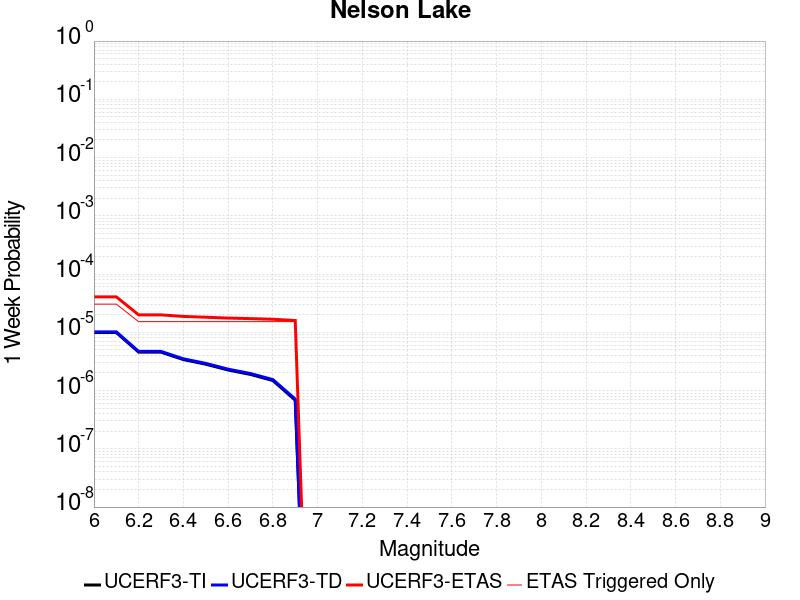 Nelson Lake
1 Week Probability
10^0
10^-1
10^-2
10^-3
10^-4
10^-5
10^-6
10^-7
10^-8
6 6.2 6.4 6.6 6.8 7 7.2 7.4 7.6 7.8 8 8.2 8.4 8.6 8.8 9
Magnitude
UCERF3-TI UCERF3-TD UCERF3-ETAS ETAS Triggered Only